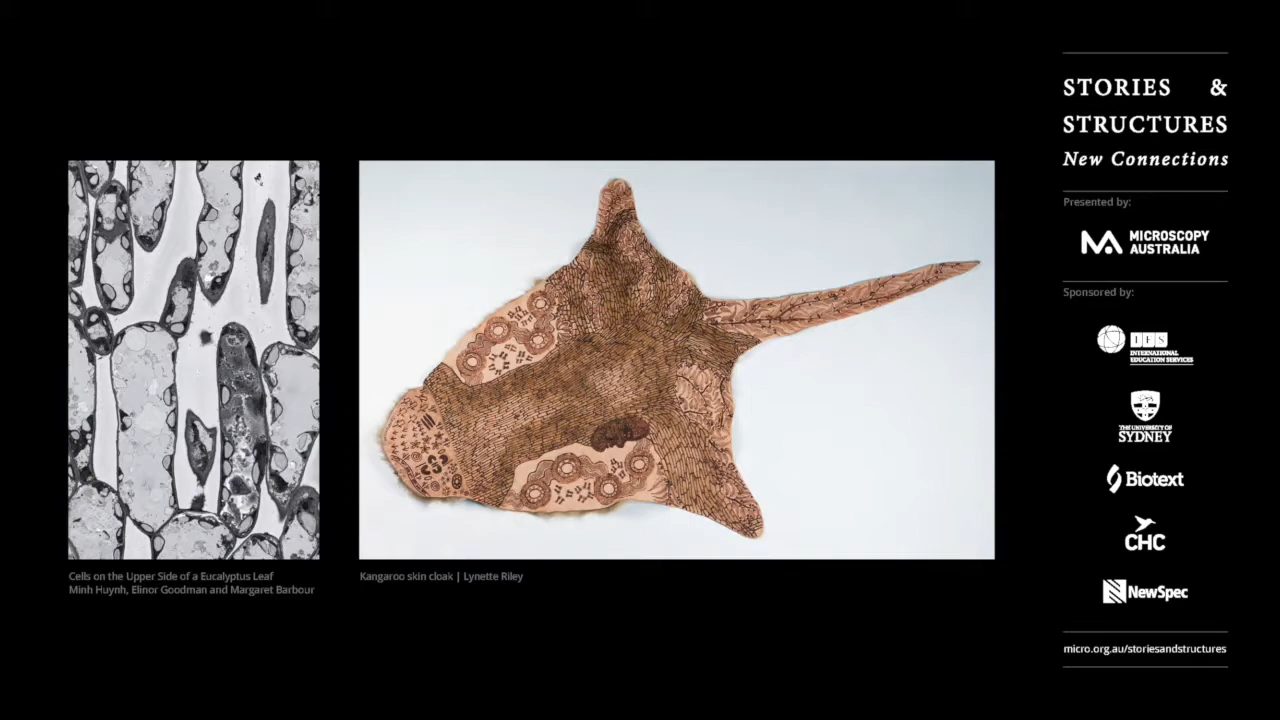 STORIES &
STRUCTURES
New Connections
Presented by:
MICROSCOPY
AUSTRALIA
Sponsored by:
IES
INTERNATIONAL
EDUCATION SERVICES
THE UNIVERSITY OF
SYDNEY
Biotext
CHC
NewSpec
micro.org.au/storiesandstructures
Cells on the Upper Side of a Eucalyptus Leaf
Minh Huynh, Elinor Goodman and Margaret Barbour
Kangaroo skin cloak | Lynette Riley